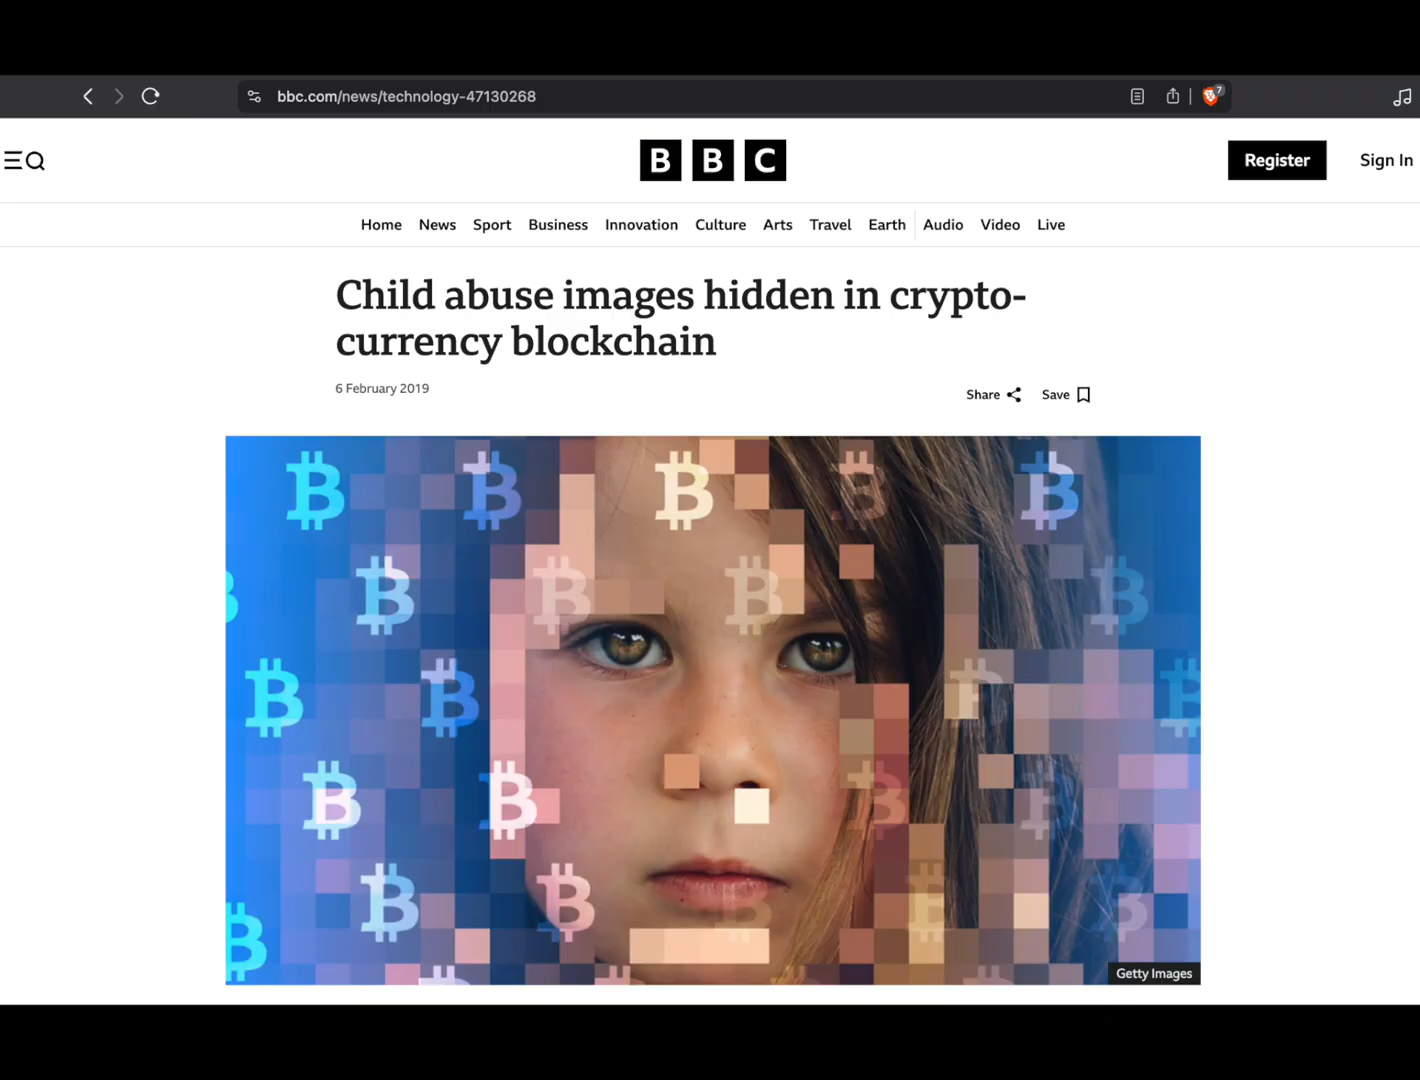 bbc.com/news/technology-47130268
7
BBC
Register
Sign In
Home News Sport Business Innovation Culture Arts Travel Earth Audio Video Live
Child abuse images hidden in crypto-
currency blockchain
6 February 2019
Share
Save
Getty Images